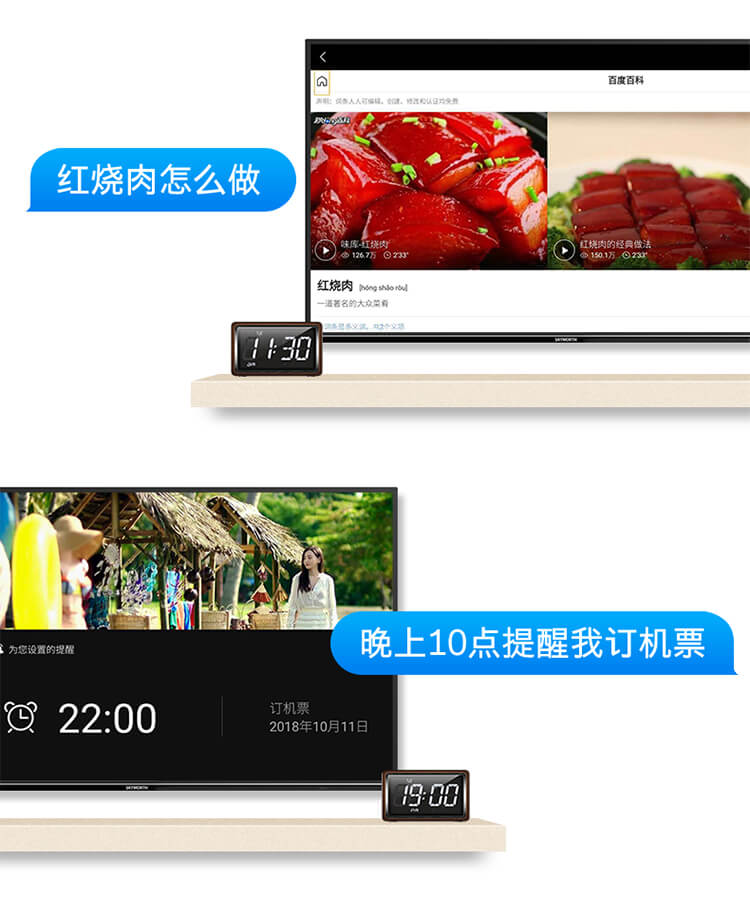 百度百科
声明：词条人人可编辑，创建、修改和认证均免费
红烧肉怎么做
味库-红烧肉
126.7万 2'33"
红烧肉的经典做法
150.1万 2'33"
红烧肉 [hóng shāo ròu]
一道著名的大众菜肴
SKYWORTH
11:30
晚上10点提醒我订机票
为您设置的提醒
22:00
订机票
2018年10月11日
SKYWORTH
19:00